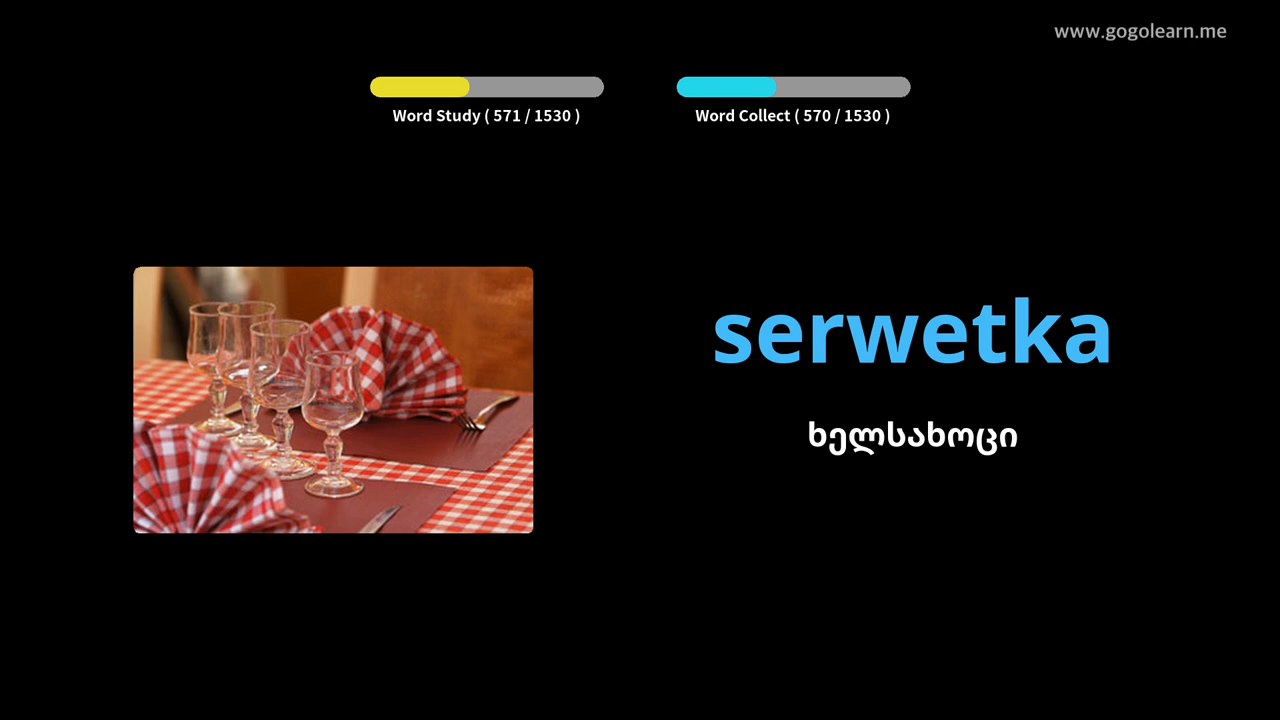 www.gogolearn.me
Word Study ( 571 / 1530 )
Word Collect ( 570 / 1530 )
serwetka
ხელსახოცი